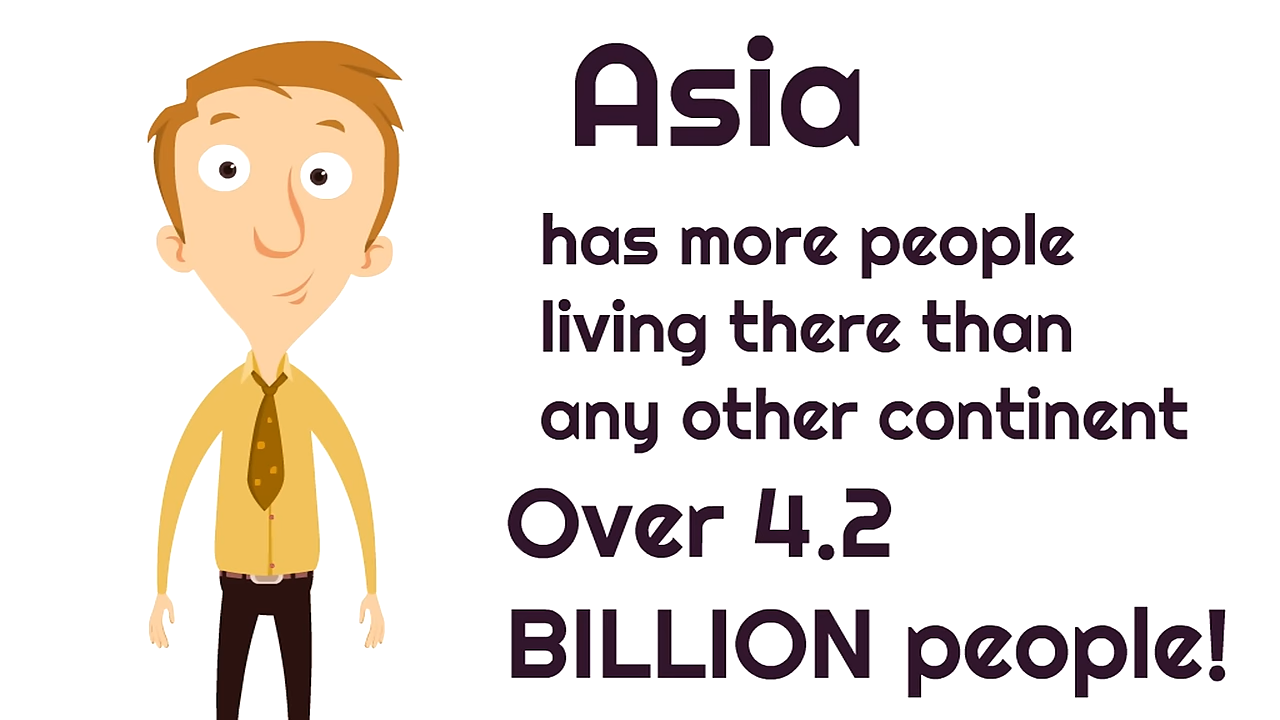 Asia
has more people
living there than
any other continent
Over 4.2
BILLION people!